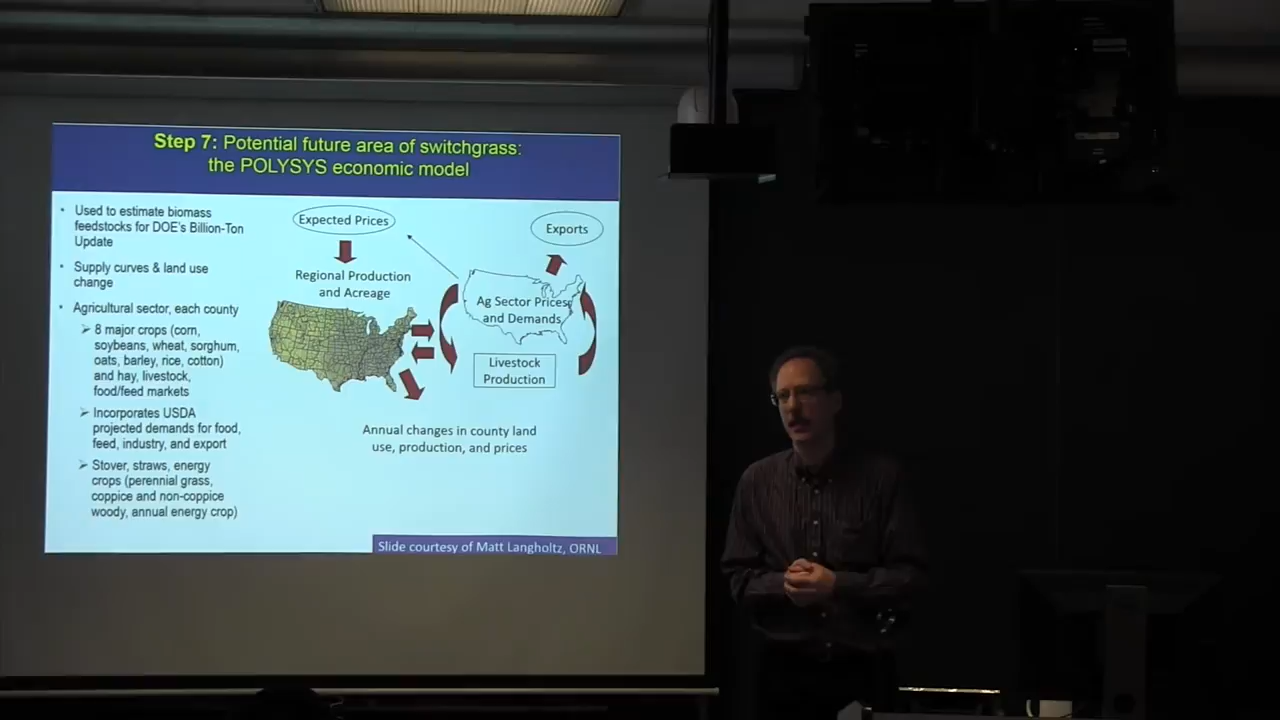 Step 7: Potential future area of switchgrass:
the POLYSYS economic model
• Used to estimate biomass
feedstocks for DOE's Billion-Ton
Update
• Supply curves & land use
change
• Agricultural sector, each county
➢ 8 major crops (corn,
soybeans, wheat, sorghum,
oats, barley, rice, cotton)
and hay, livestock,
food/feed markets
➢ Incorporates USDA
projected demands for food,
feed, industry, and export
➢ Stover, straws, energy
crops (perennial grass,
coppice and non-coppice
woody, annual energy crop)
Expected Prices
Exports
Regional Production
and Acreage
Ag Sector Prices
and Demands
Livestock
Production
Annual changes in county land
use, production, and prices
Slide courtesy of Matt Langholtz, ORNL